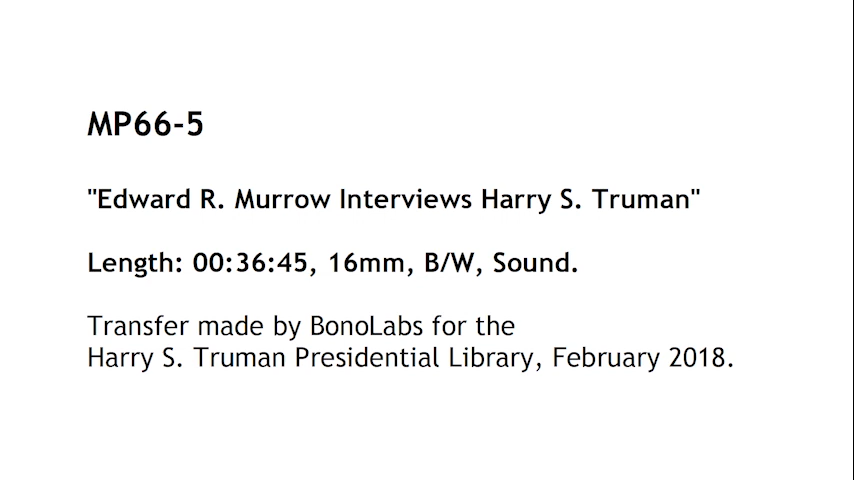 MP66-5
"Edward R. Murrow Interviews Harry S. Truman"
Length: 00:36:45, 16mm, B/W, Sound.
Transfer made by BonoLabs for the
Harry S. Truman Presidential Library, February 2018.